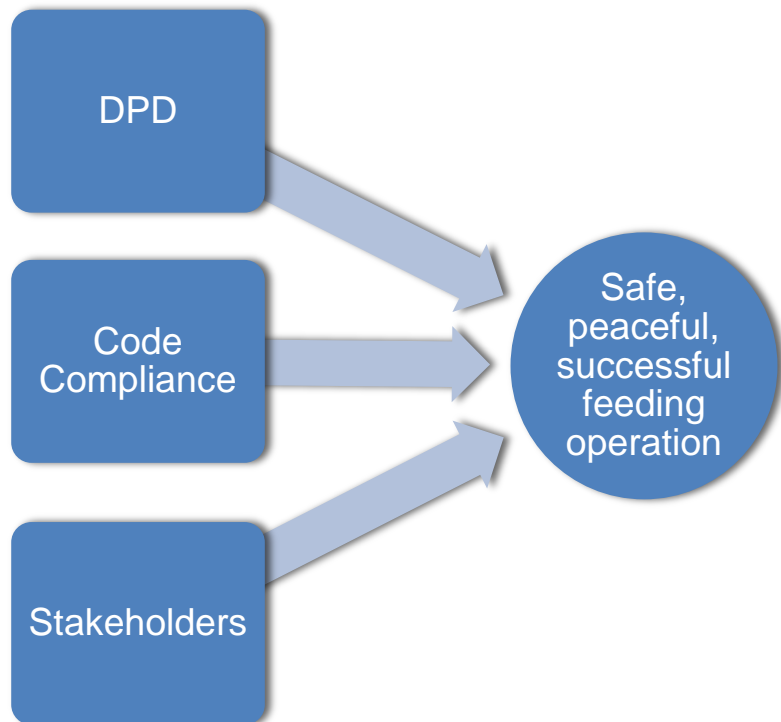 DPD
Code
Compliance
Stakeholders
Safe,
peaceful,
successful
feeding
operation